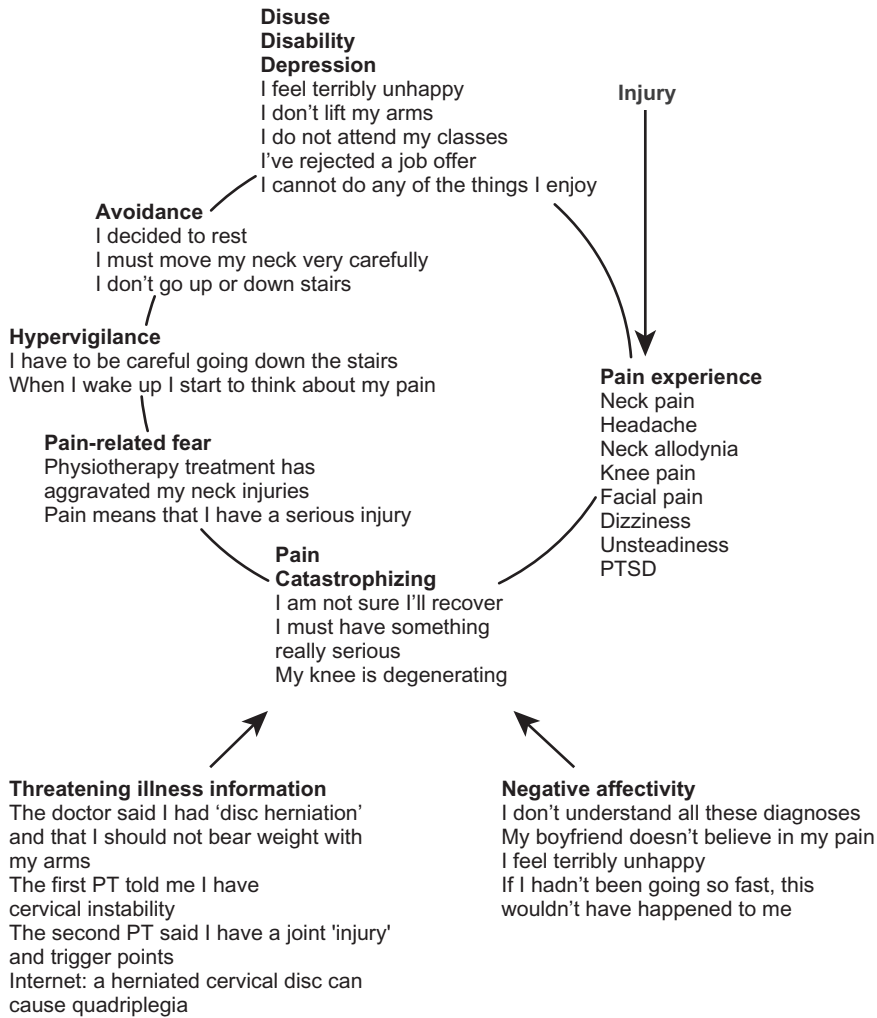 Disuse
Disability
Depression
I feel terribly unhappy
I don’t lift my arms
I do not attend my classes
I’ve rejected a job offer
I cannot do any of the things I enjoy
Injury
Avoidance
I decided to rest
I must move my neck very carefully
I don’t go up or down stairs
Hypervigilance
I have to be careful going down the stairs
When I wake up I start to think about my pain
Pain experience
Neck pain
Headache
Neck allodynia
Knee pain
Facial pain
Dizziness
Unsteadiness
PTSD
Pain-related fear
Physiotherapy treatment has
aggravated my neck injuries
Pain means that I have a serious injury
Pain
Catastrophizing
I am not sure I’ll recover
I must have something
really serious
My knee is degenerating
Threatening illness information
The doctor said I had ‘disc herniation’
and that I should not bear weight with
my arms
The first PT told me I have
cervical instability
The second PT said I have a joint 'injury'
and trigger points
Internet: a herniated cervical disc can
cause quadriplegia
Negative affectivity
I don’t understand all these diagnoses
My boyfriend doesn’t believe in my pain
I feel terribly unhappy
If I hadn’t been going so fast, this
wouldn’t have happened to me